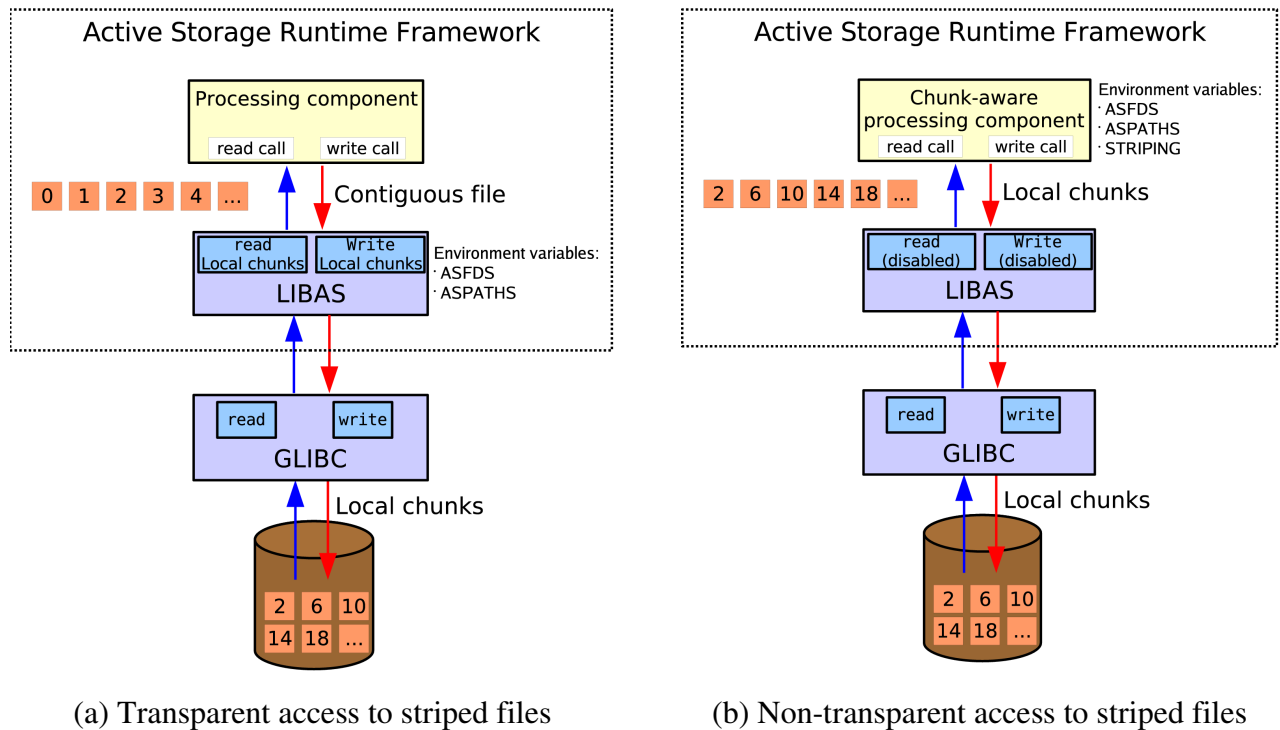 Active Storage Runtime Framework
Processing component
read call
write call
0 1 2 3 4 ...
Contiguous file
read
Local chunks
Write
Local chunks
LIBAS
Environment variables:
· ASFDS
· ASPATHS
read
write
GLIBC
Local chunks
2 6 10
14 18 ...
(a) Transparent access to striped files
Active Storage Runtime Framework
Chunk-aware
processing component
read call
write call
Environment variables:
· ASFDS
· ASPATHS
· STRIPING
2 6 10 14 18 ...
Local chunks
read
(disabled)
Write
(disabled)
LIBAS
read
write
GLIBC
Local chunks
2 6 10
14 18 ...
(b) Non-transparent access to striped files